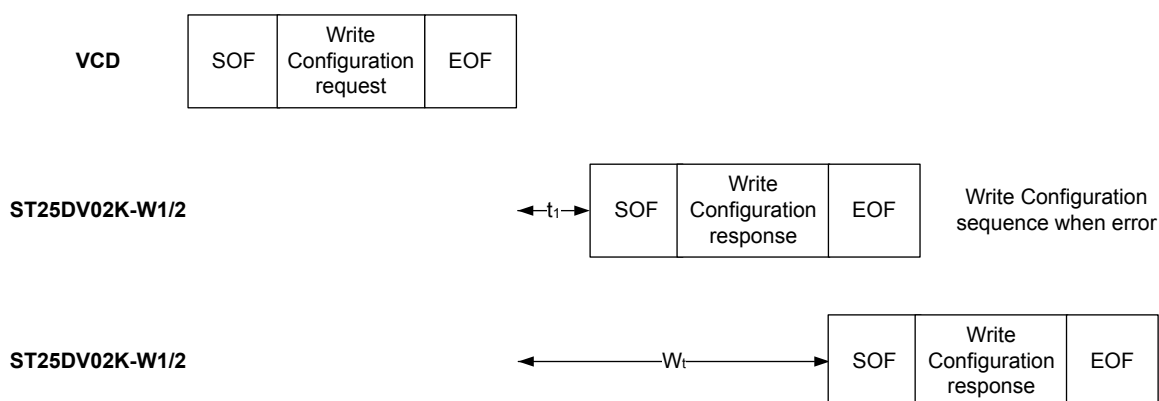 VCD
SOF
Write
Configuration
request
EOF
ST25DV02K-W1/2
t1
SOF
Write
Configuration
response
EOF
Write Configuration
sequence when error
ST25DV02K-W1/2
Wt
SOF
Write
Configuration
response
EOF